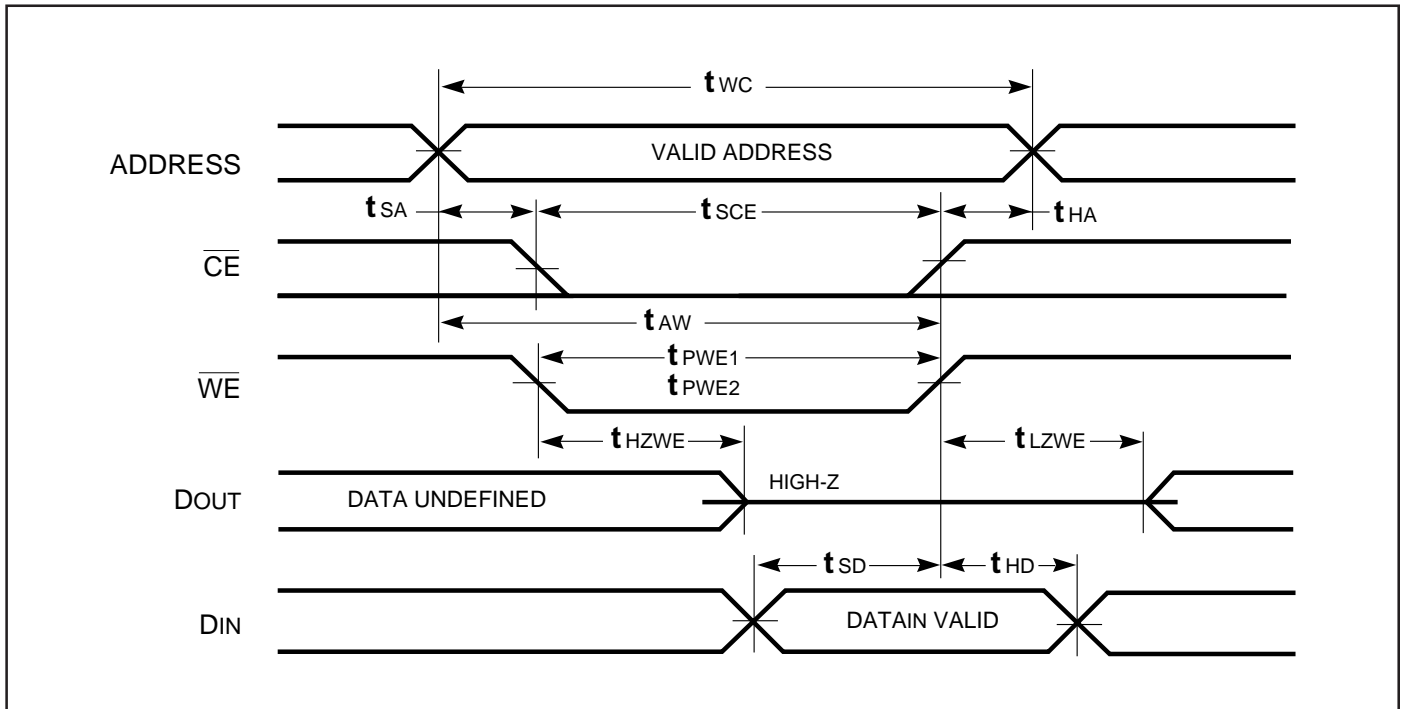 tWC
ADDRESS
VALID ADDRESS
tSA
tSCE
tHA
CE
tAW
tPWE1
WE
tPWE2
tHZWE
tLZWE
DOUT
DATA UNDEFINED
HIGH-Z
tSD
tHD
DIN
DATAIN VALID